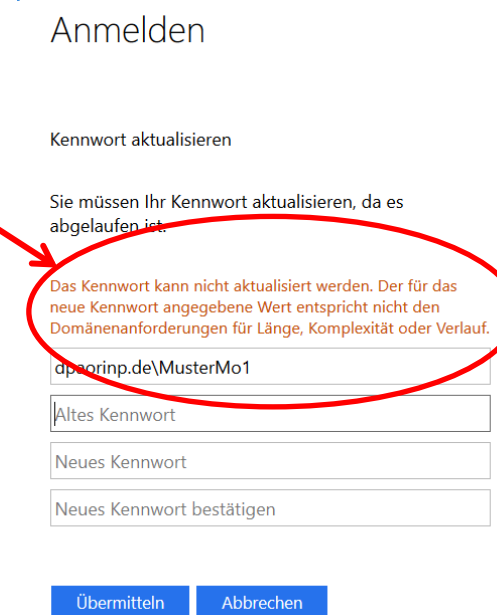 Anmelden
Kennwort aktualisieren
Sie müssen Ihr Kennwort aktualisieren, da es
abgelaufen ist.
Das Kennwort kann nicht aktualisiert werden. Der für das
neue Kennwort angegebene Wert entspricht nicht den
Domänenanforderungen für Länge, Komplexität oder Verlauf.
dpaorinp.de\MusterMo1
Altes Kennwort
Neues Kennwort
Neues Kennwort bestätigen
Übermitteln Abbrechen